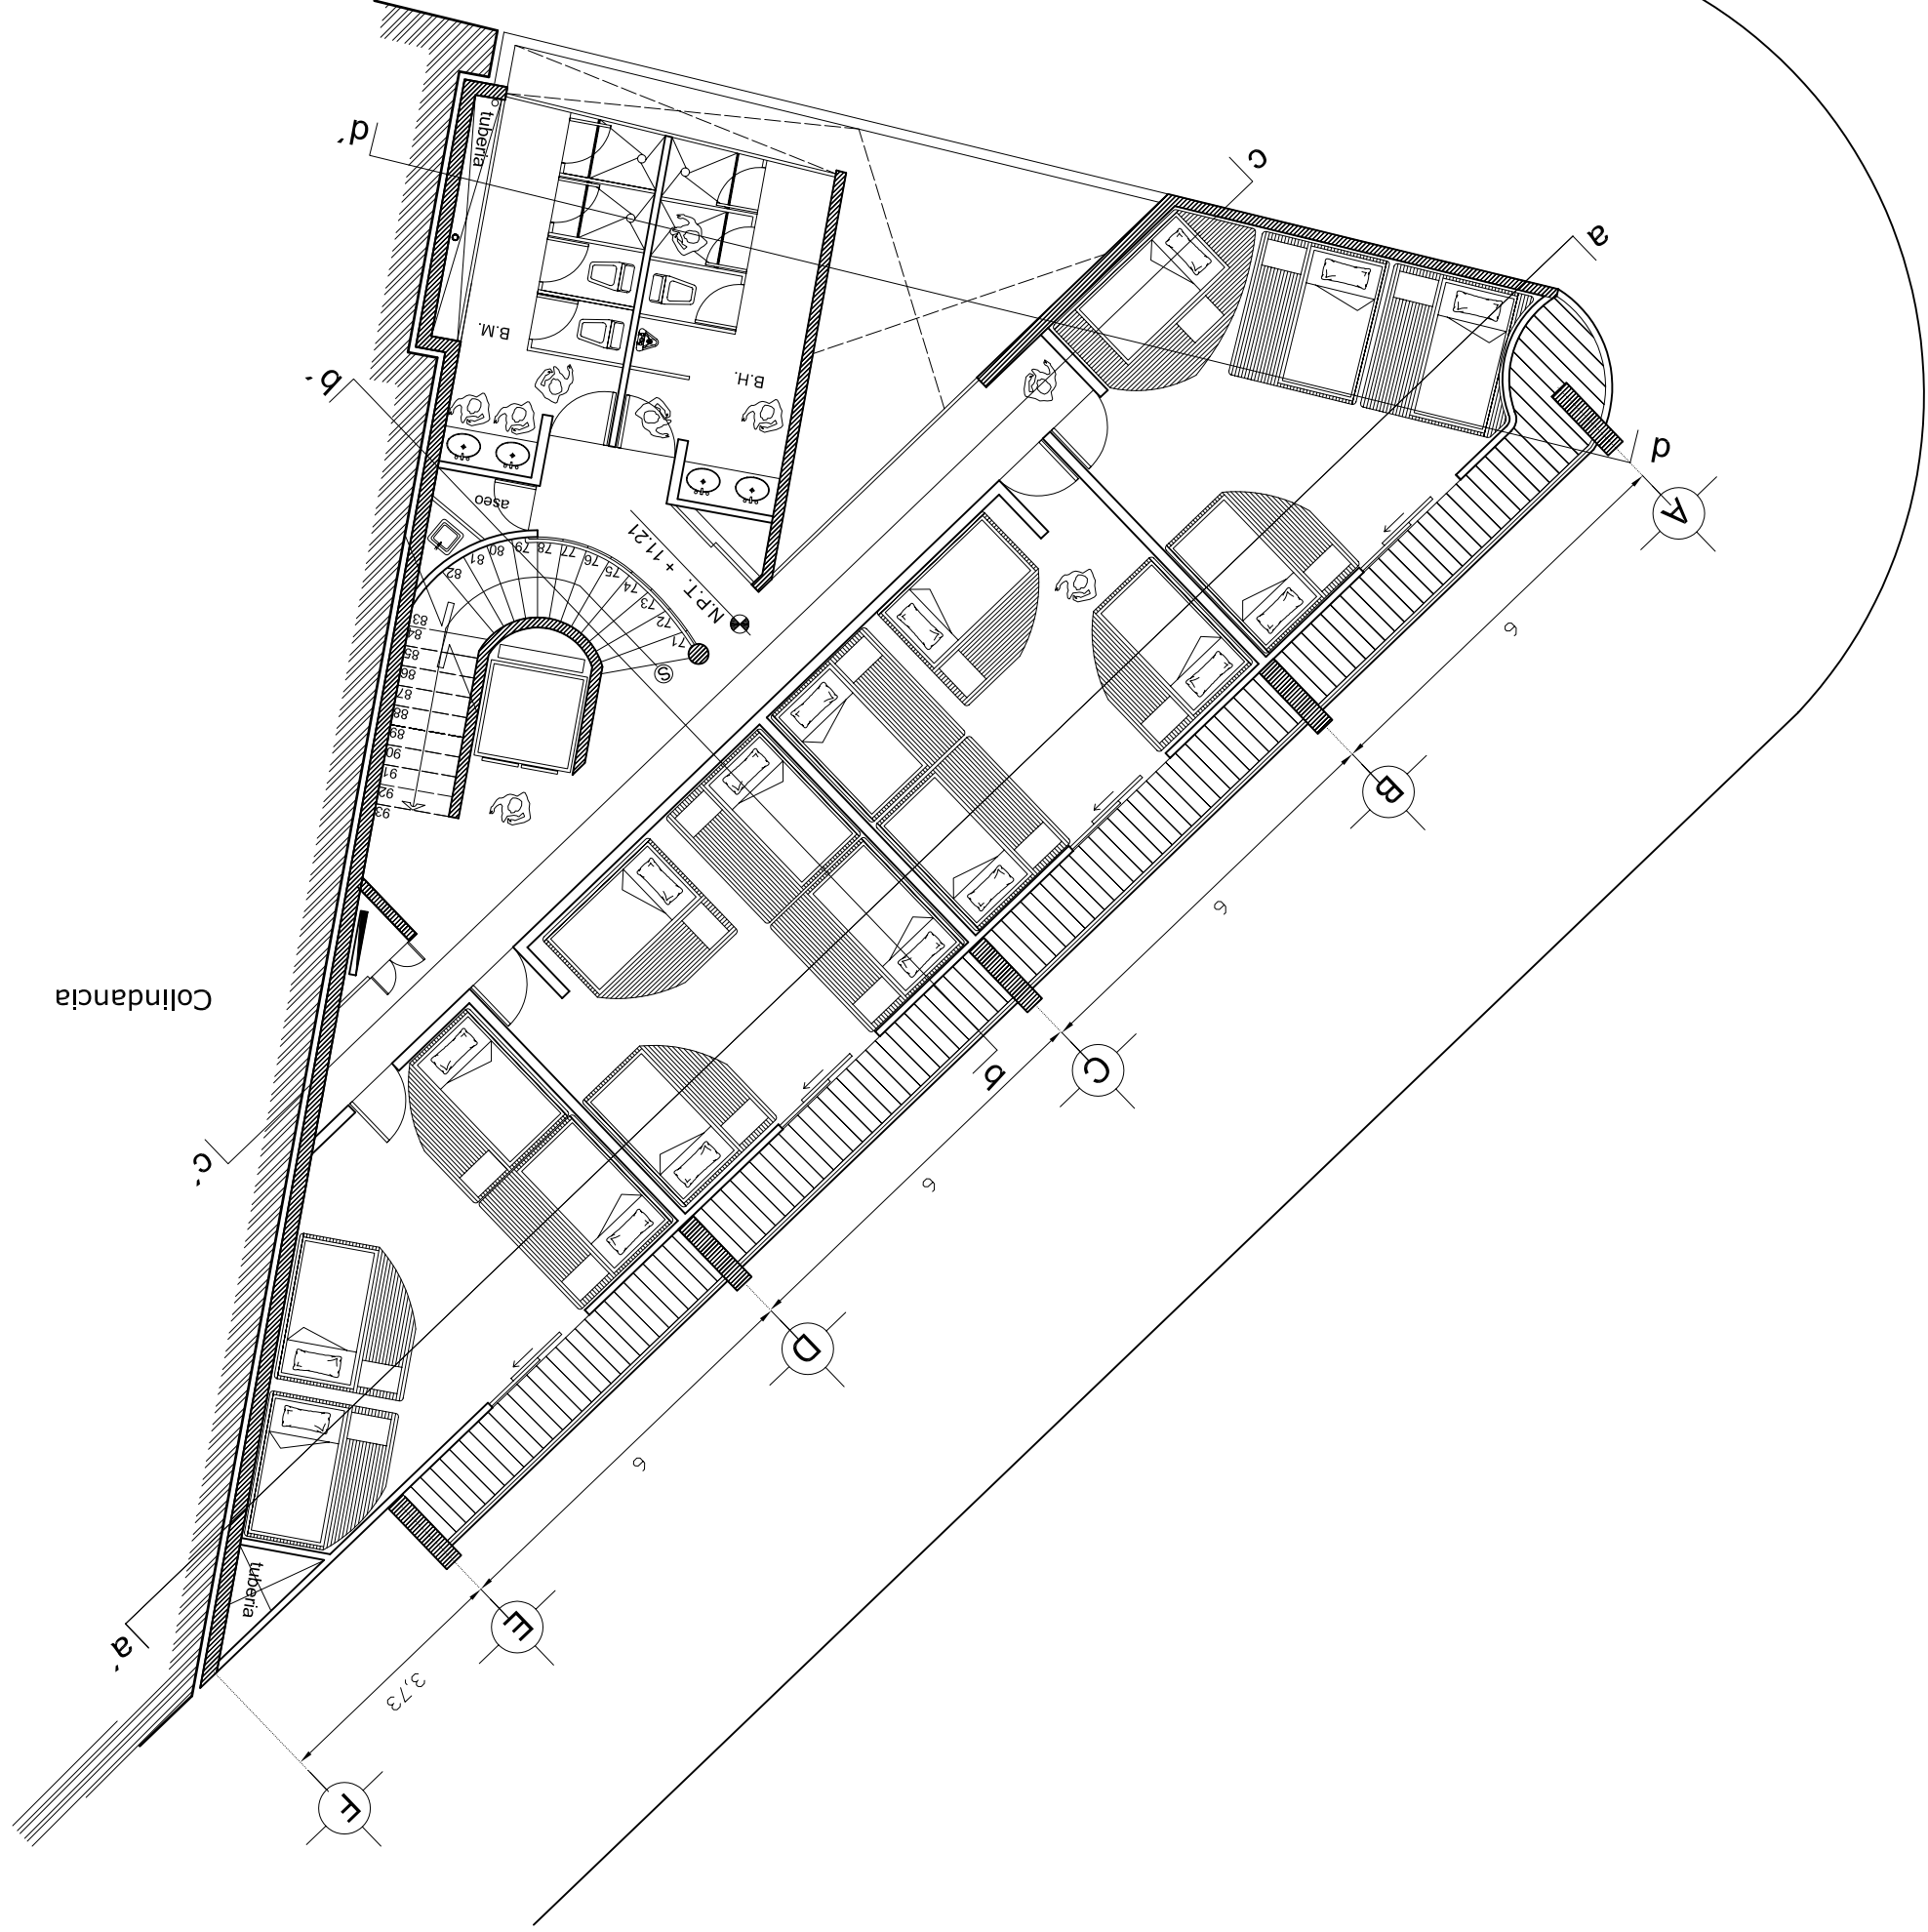 Colindancia
tuberia
tuberia
B.M.
B.H.
aseo
N.P.T. + 11.21
S
71
72
73
74
75
76
77
78
79
80
81
82
83
84
85
86
87
88
89
90
91
92
93
a
a´
b
b´
c
c´
d
d´
A
B
C
D
E
F
6
6
6
6
3,73